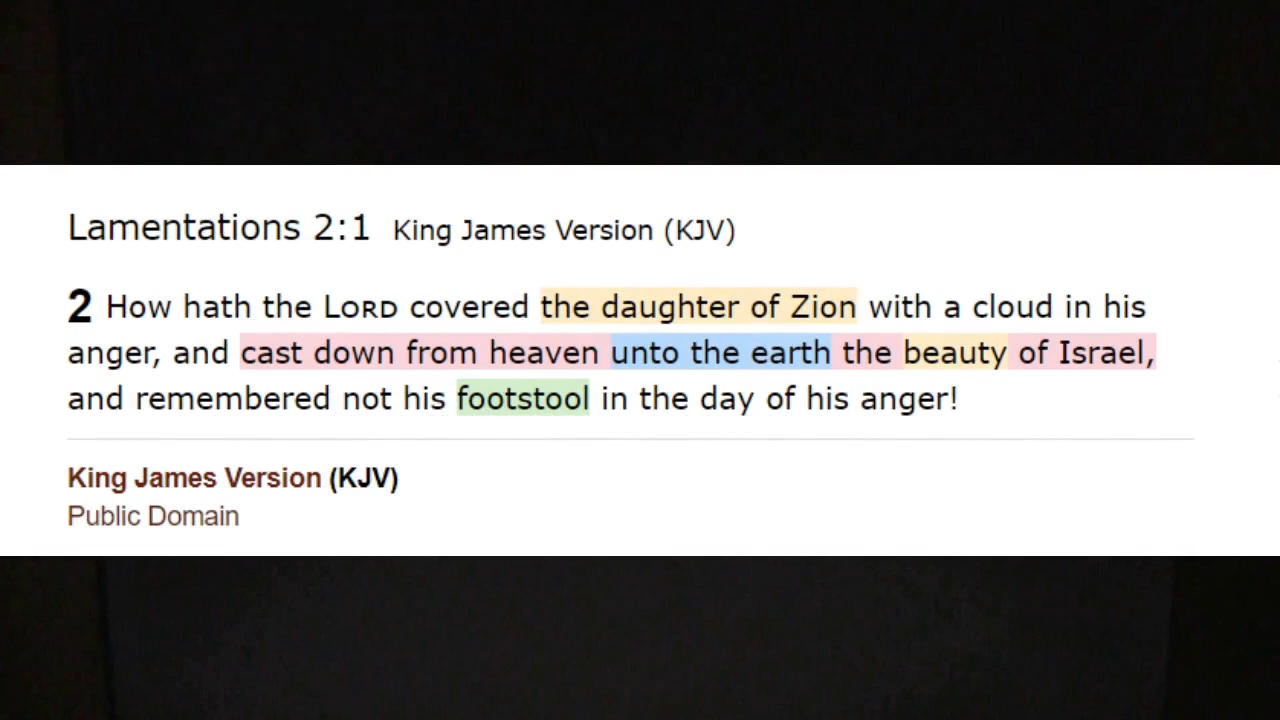 Lamentations 2:1 King James Version (KJV)
2 How hath the Lord covered the daughter of Zion with a cloud in his
anger, and cast down from heaven unto the earth the beauty of Israel,
and remembered not his footstool in the day of his anger!
King James Version (KJV)
Public Domain